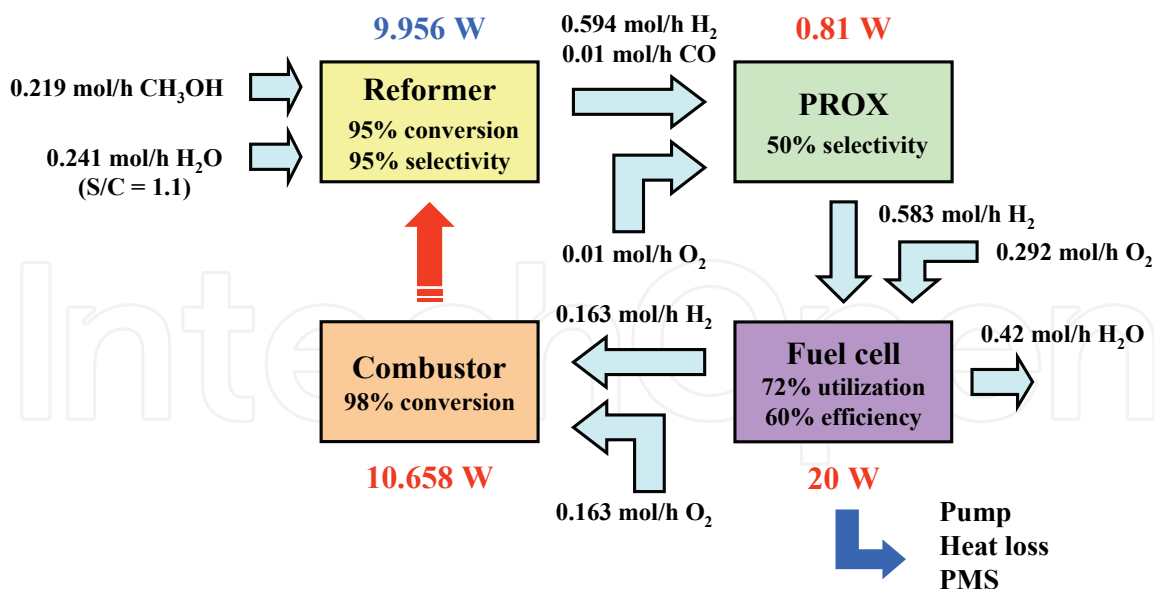 9.956 W
0.594 mol/h H₂
0.01 mol/h CO
0.81 W
0.219 mol/h CH₃OH
0.241 mol/h H₂O
(S/C = 1.1)
Reformer
95% conversion
95% selectivity
PROX
50% selectivity
0.01 mol/h O₂
0.583 mol/h H₂
0.292 mol/h O₂
0.163 mol/h H₂
Combustor
98% conversion
Fuel cell
72% utilization
60% efficiency
0.42 mol/h H₂O
10.658 W
0.163 mol/h O₂
20 W
Pump
Heat loss
PMS
IntechOpen